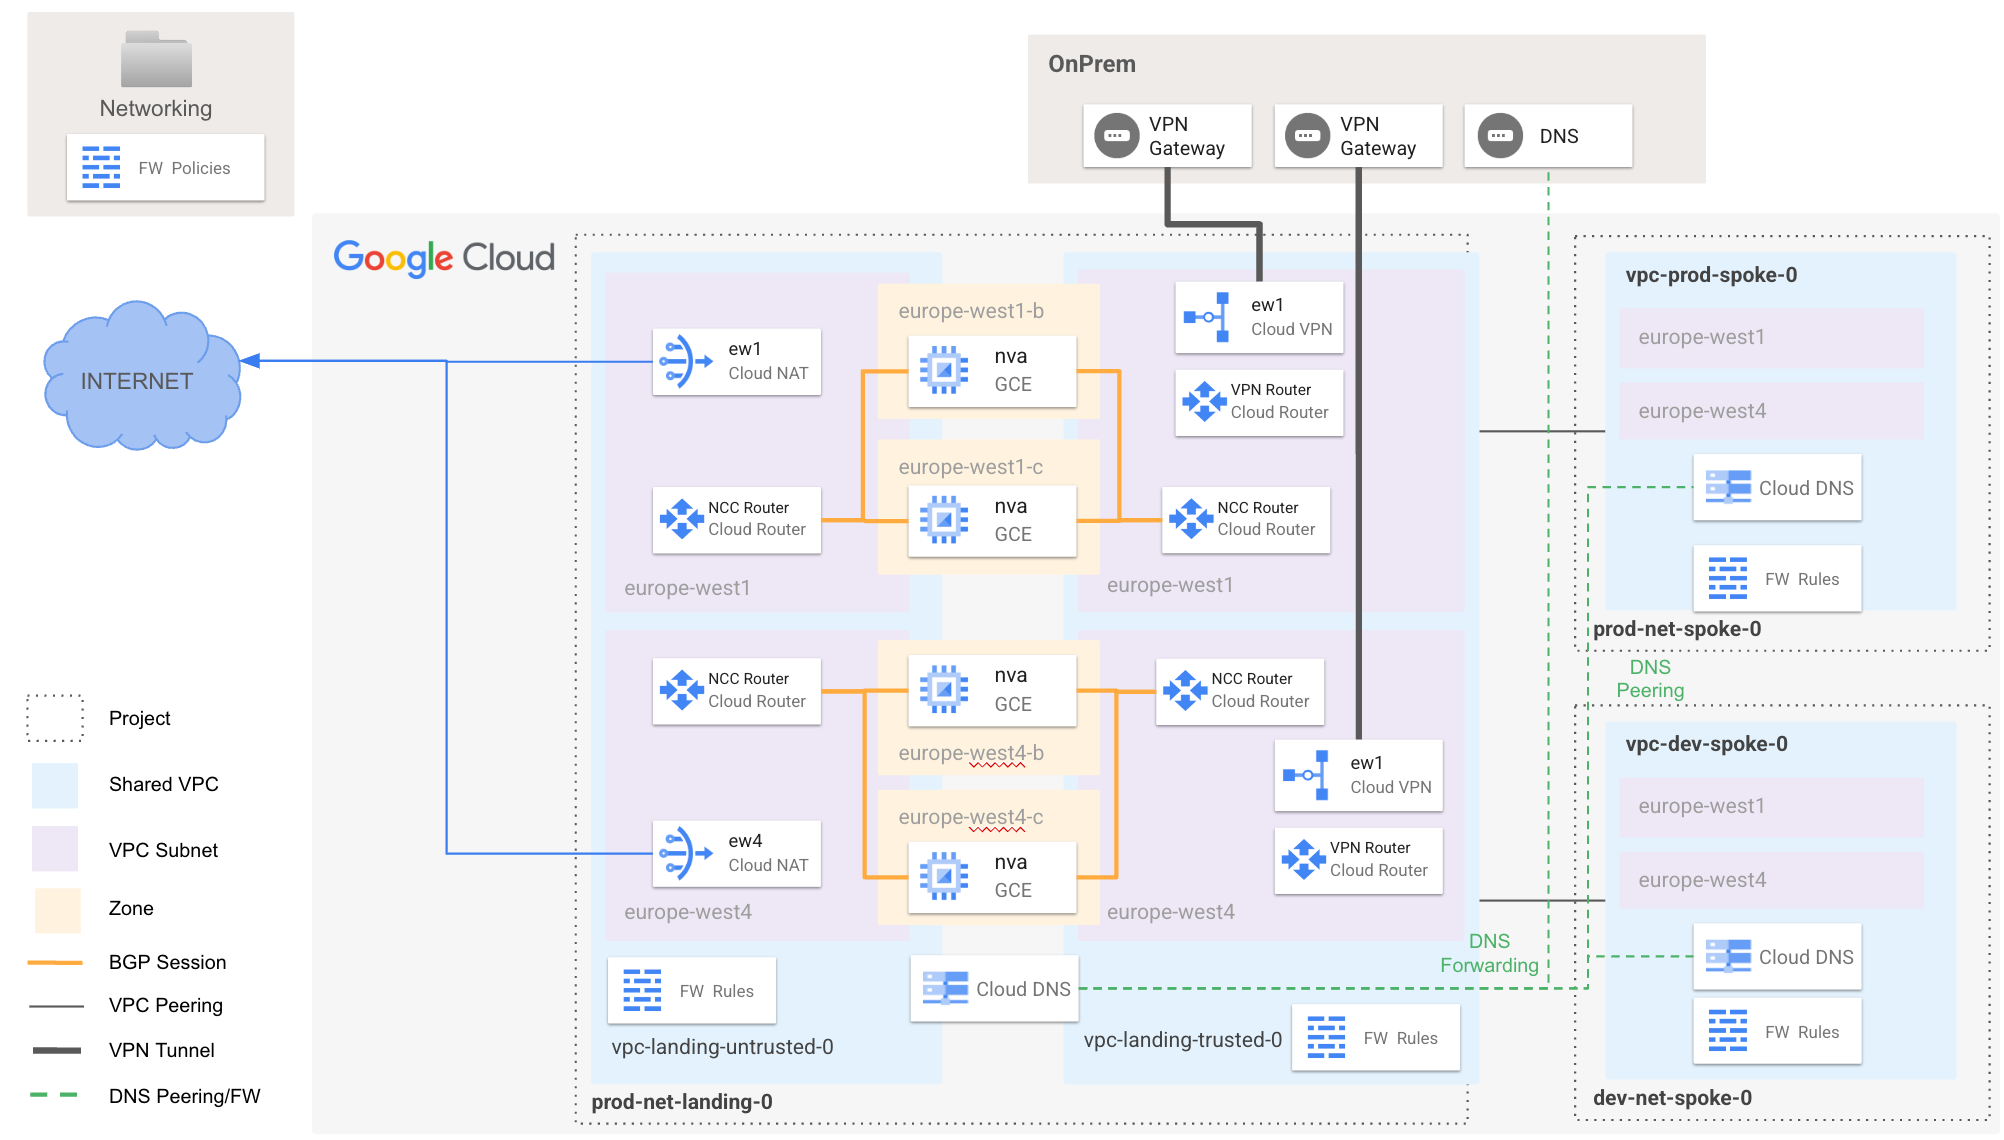 Networking
FW Policies
OnPrem
VPN
Gateway
VPN
Gateway
DNS
Google Cloud
INTERNET
ew1
Cloud NAT
europe-west1-b
nva
GCE
ew1
Cloud VPN
VPN Router
Cloud Router
europe-west1-c
nva
GCE
NCC Router
Cloud Router
NCC Router
Cloud Router
europe-west1
europe-west1
NCC Router
Cloud Router
nva
GCE
europe-west4-b
NCC Router
Cloud Router
ew1
Cloud VPN
europe-west4-c
nva
GCE
VPN Router
Cloud Router
ew4
Cloud NAT
europe-west4
europe-west4
FW Rules
Cloud DNS
DNS
Forwarding
vpc-landing-untrusted-0
vpc-landing-trusted-0
FW Rules
prod-net-landing-0
vpc-prod-spoke-0
europe-west1
europe-west4
Cloud DNS
FW Rules
prod-net-spoke-0
DNS
Peering
vpc-dev-spoke-0
europe-west1
europe-west4
Cloud DNS
FW Rules
dev-net-spoke-0
Project
Shared VPC
VPC Subnet
Zone
BGP Session
VPC Peering
VPN Tunnel
DNS Peering/FW